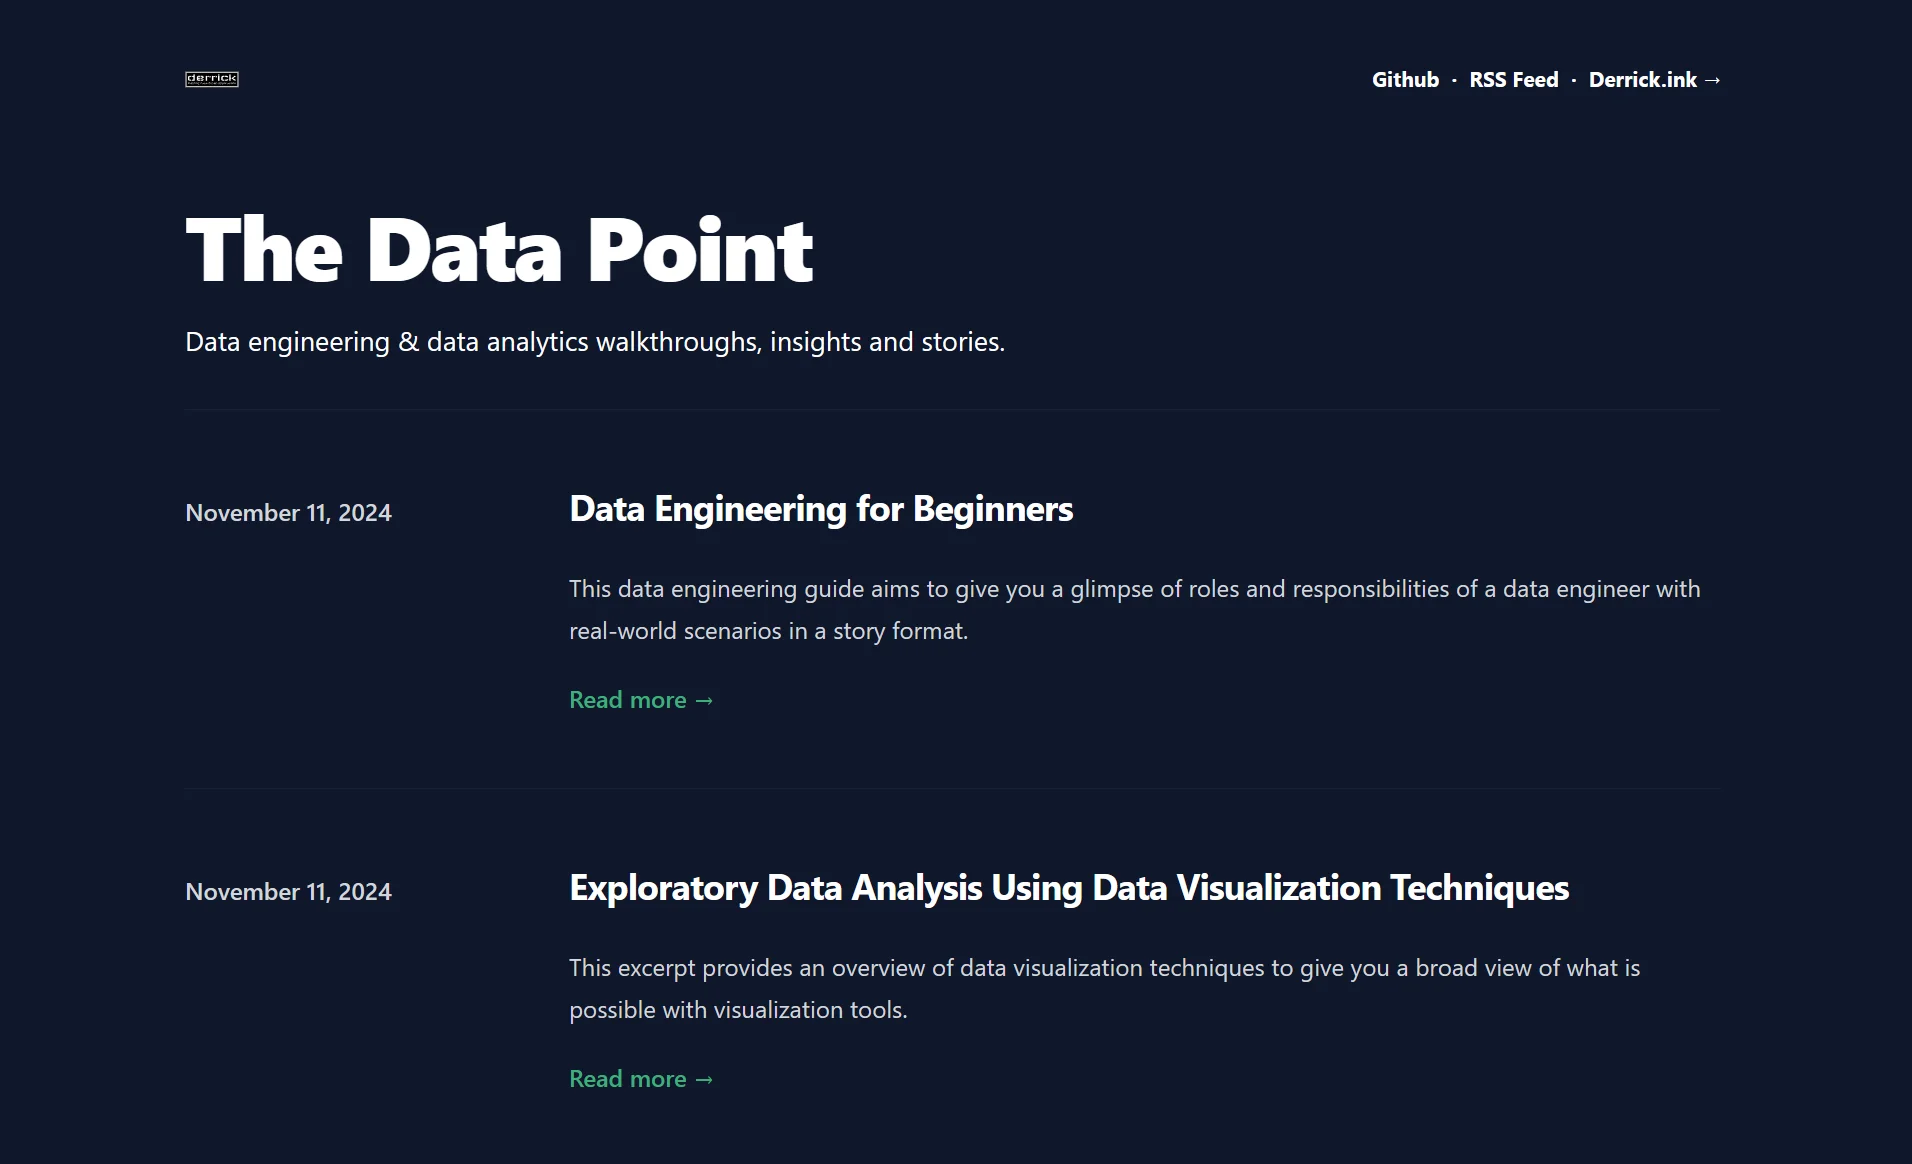 derrick
Github · RSS Feed · Derrick.ink →
The Data Point
Data engineering & data analytics walkthroughs, insights and stories.
November 11, 2024
Data Engineering for Beginners
This data engineering guide aims to give you a glimpse of roles and responsibilities of a data engineer with
real-world scenarios in a story format.
Read more →
November 11, 2024
Exploratory Data Analysis Using Data Visualization Techniques
This excerpt provides an overview of data visualization techniques to give you a broad view of what is
possible with visualization tools.
Read more →